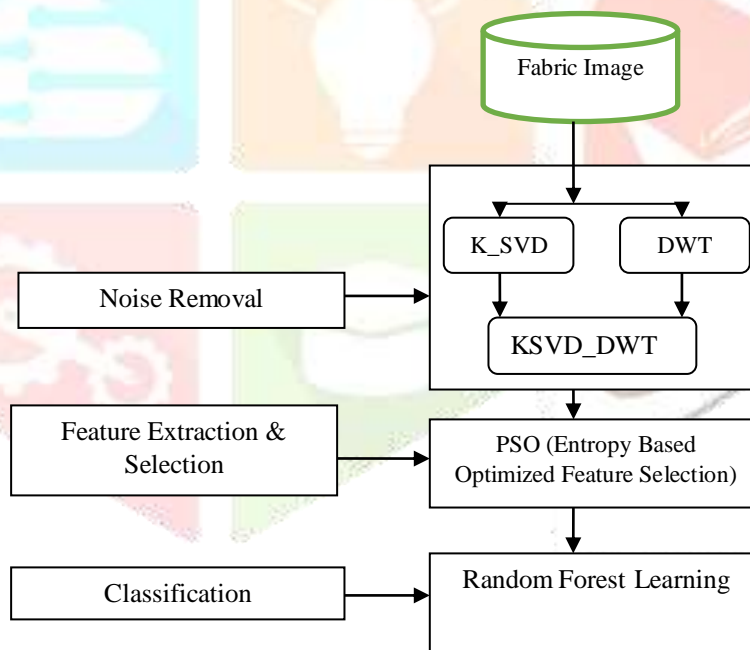 Fabric Image
K_SVD
DWT
Noise Removal
KSVD_DWT
Feature Extraction &
Selection
PSO (Entropy Based
Optimized Feature Selection)
Classification
Random Forest Learning